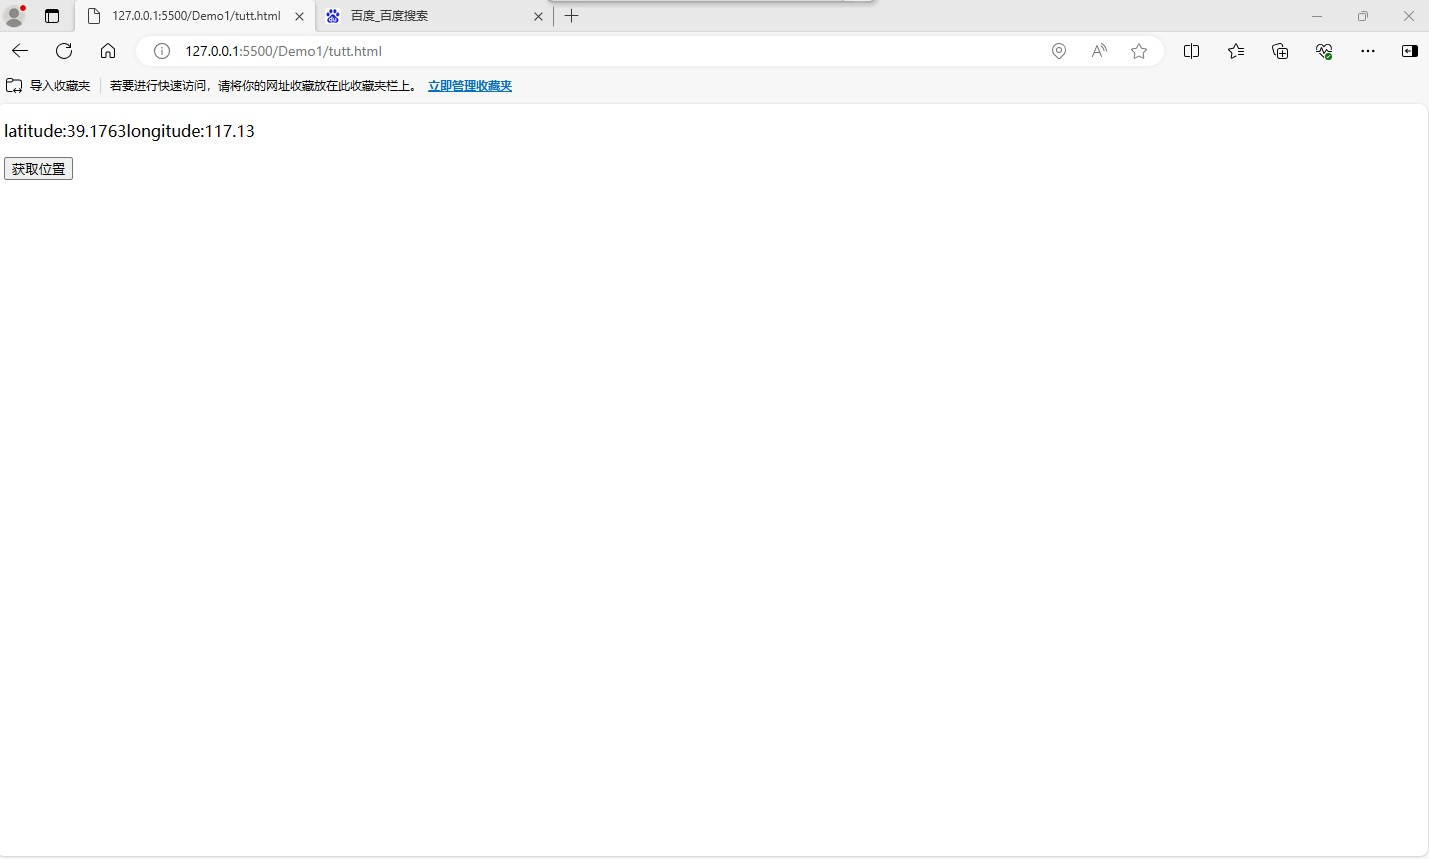 127.0.0.1:5500/Demo1/tutt.html
百度_百度搜索
127.0.0.1:5500/Demo1/tutt.html
导入收藏夹
若要进行快速访问，请将你的网址收藏放在此收藏夹栏上。 立即管理收藏夹
latitude:39.1763longitude:117.13
获取位置